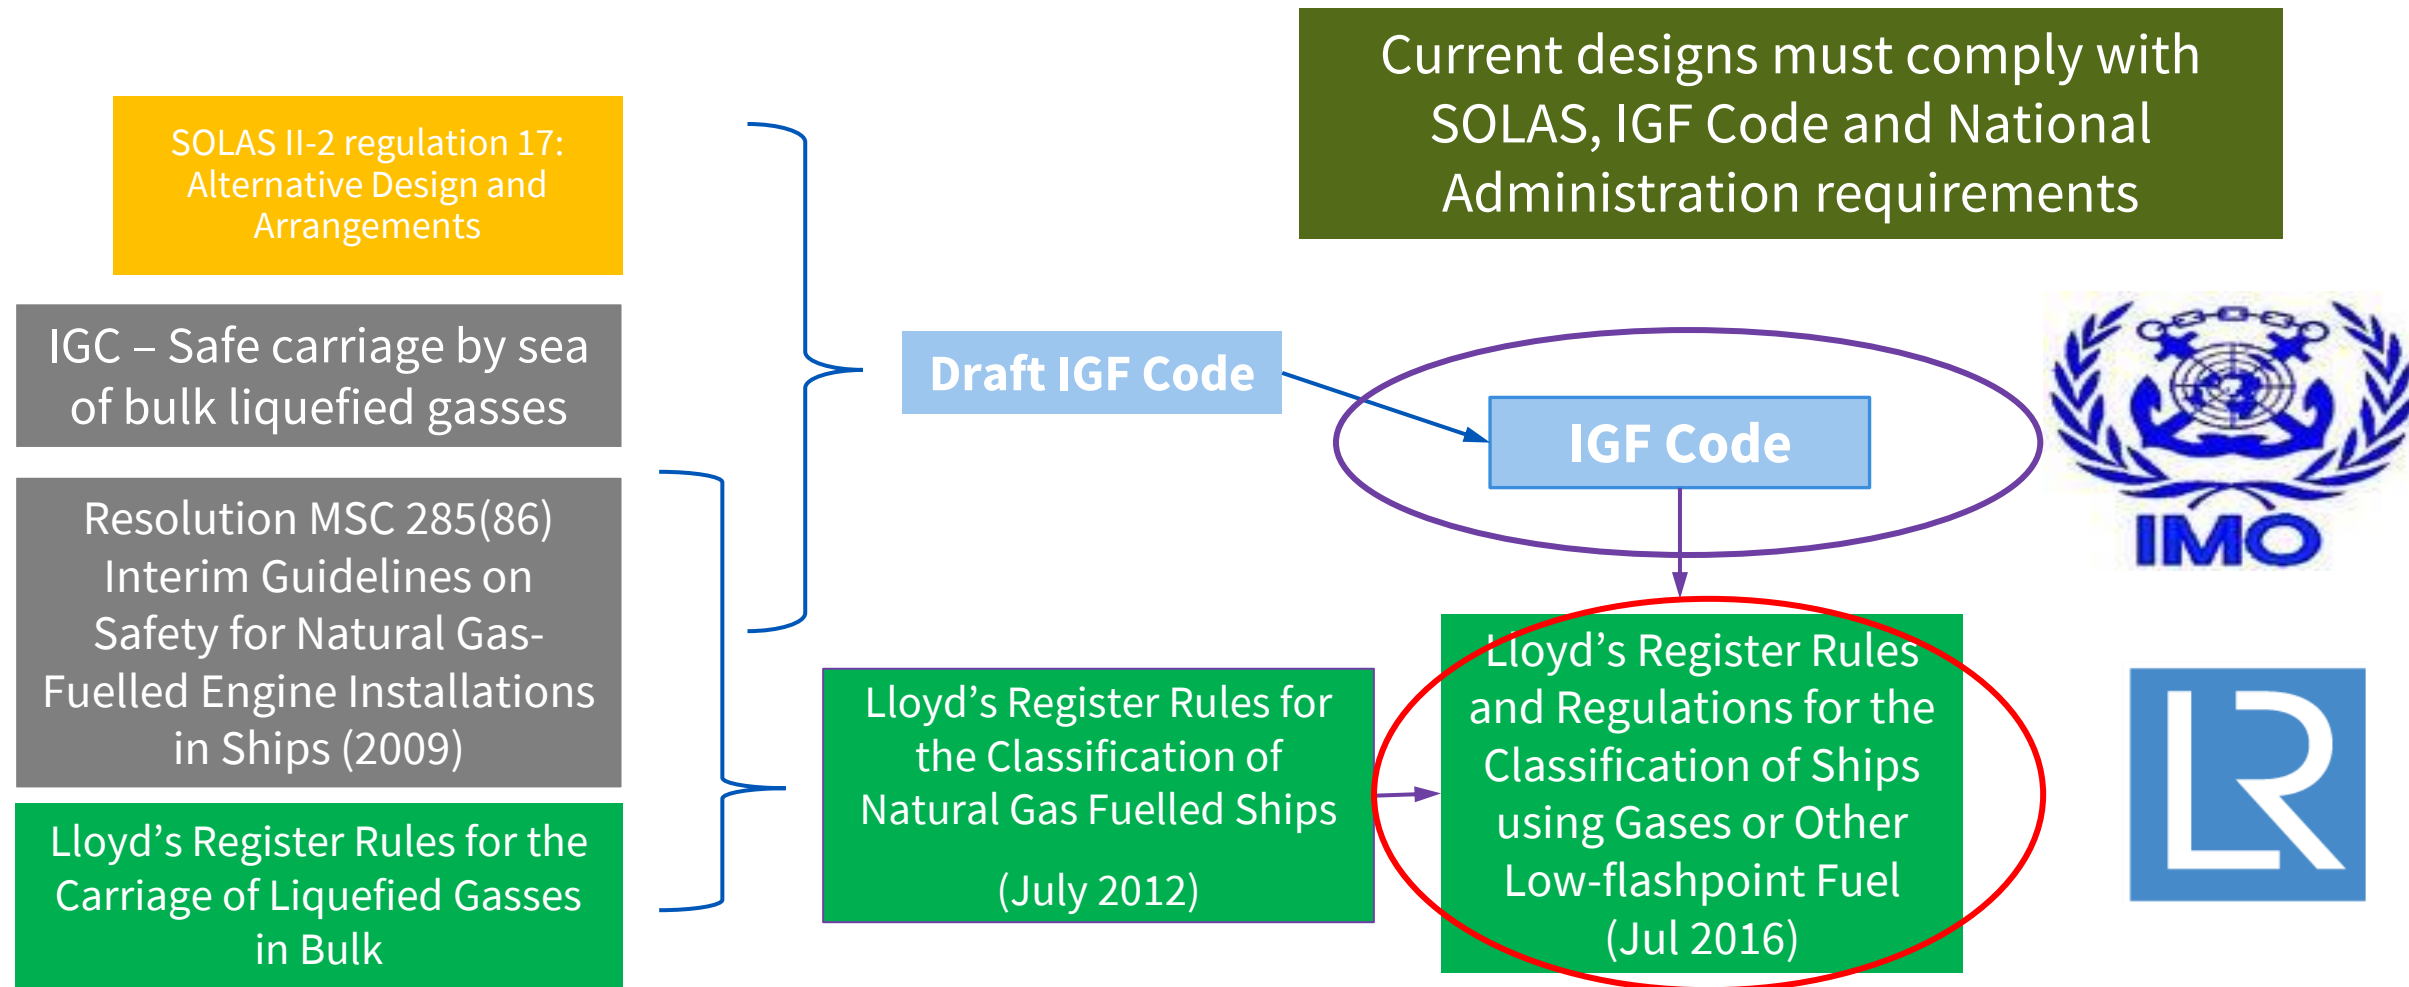 Current designs must comply with
SOLAS, IGF Code and National
Administration requirements
SOLAS II-2 regulation 17:
Alternative Design and
Arrangements
IGC – Safe carriage by sea
of bulk liquefied gasses
Resolution MSC 285(86)
Interim Guidelines on
Safety for Natural Gas-
Fuelled Engine Installations
in Ships (2009)
Lloyd’s Register Rules for the
Carriage of Liquefied Gasses
in Bulk
Draft IGF Code
IGF Code
Lloyd’s Register Rules for
the Classification of
Natural Gas Fuelled Ships
(July 2012)
Lloyd’s Register Rules
and Regulations for the
Classification of Ships
using Gases or Other
Low-flashpoint Fuel
(Jul 2016)
IMO
LR